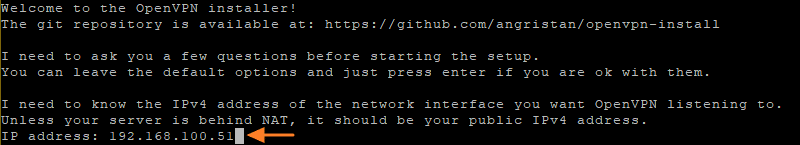 Welcome to the OpenVPN installer!
The git repository is available at: https://github.com/angristan/openvpn-install
I need to ask you a few questions before starting the setup.
You can leave the default options and just press enter if you are ok with them.
I need to know the IPv4 address of the network interface you want OpenVPN listening to.
Unless your server is behind NAT, it should be your public IPv4 address.
IP address: 192.168.100.51